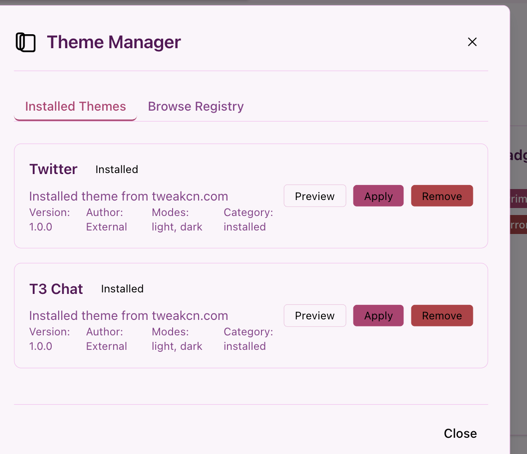 Theme Manager
Installed Themes
Browse Registry
Twitter
Installed
Installed theme from tweakcn.com
Version:
Author:
Modes:
Category:
1.0.0
External
light, dark
installed
Preview
Apply
Remove
T3 Chat
Installed
Installed theme from tweakcn.com
Version:
Author:
Modes:
Category:
1.0.0
External
light, dark
installed
Preview
Apply
Remove
Close